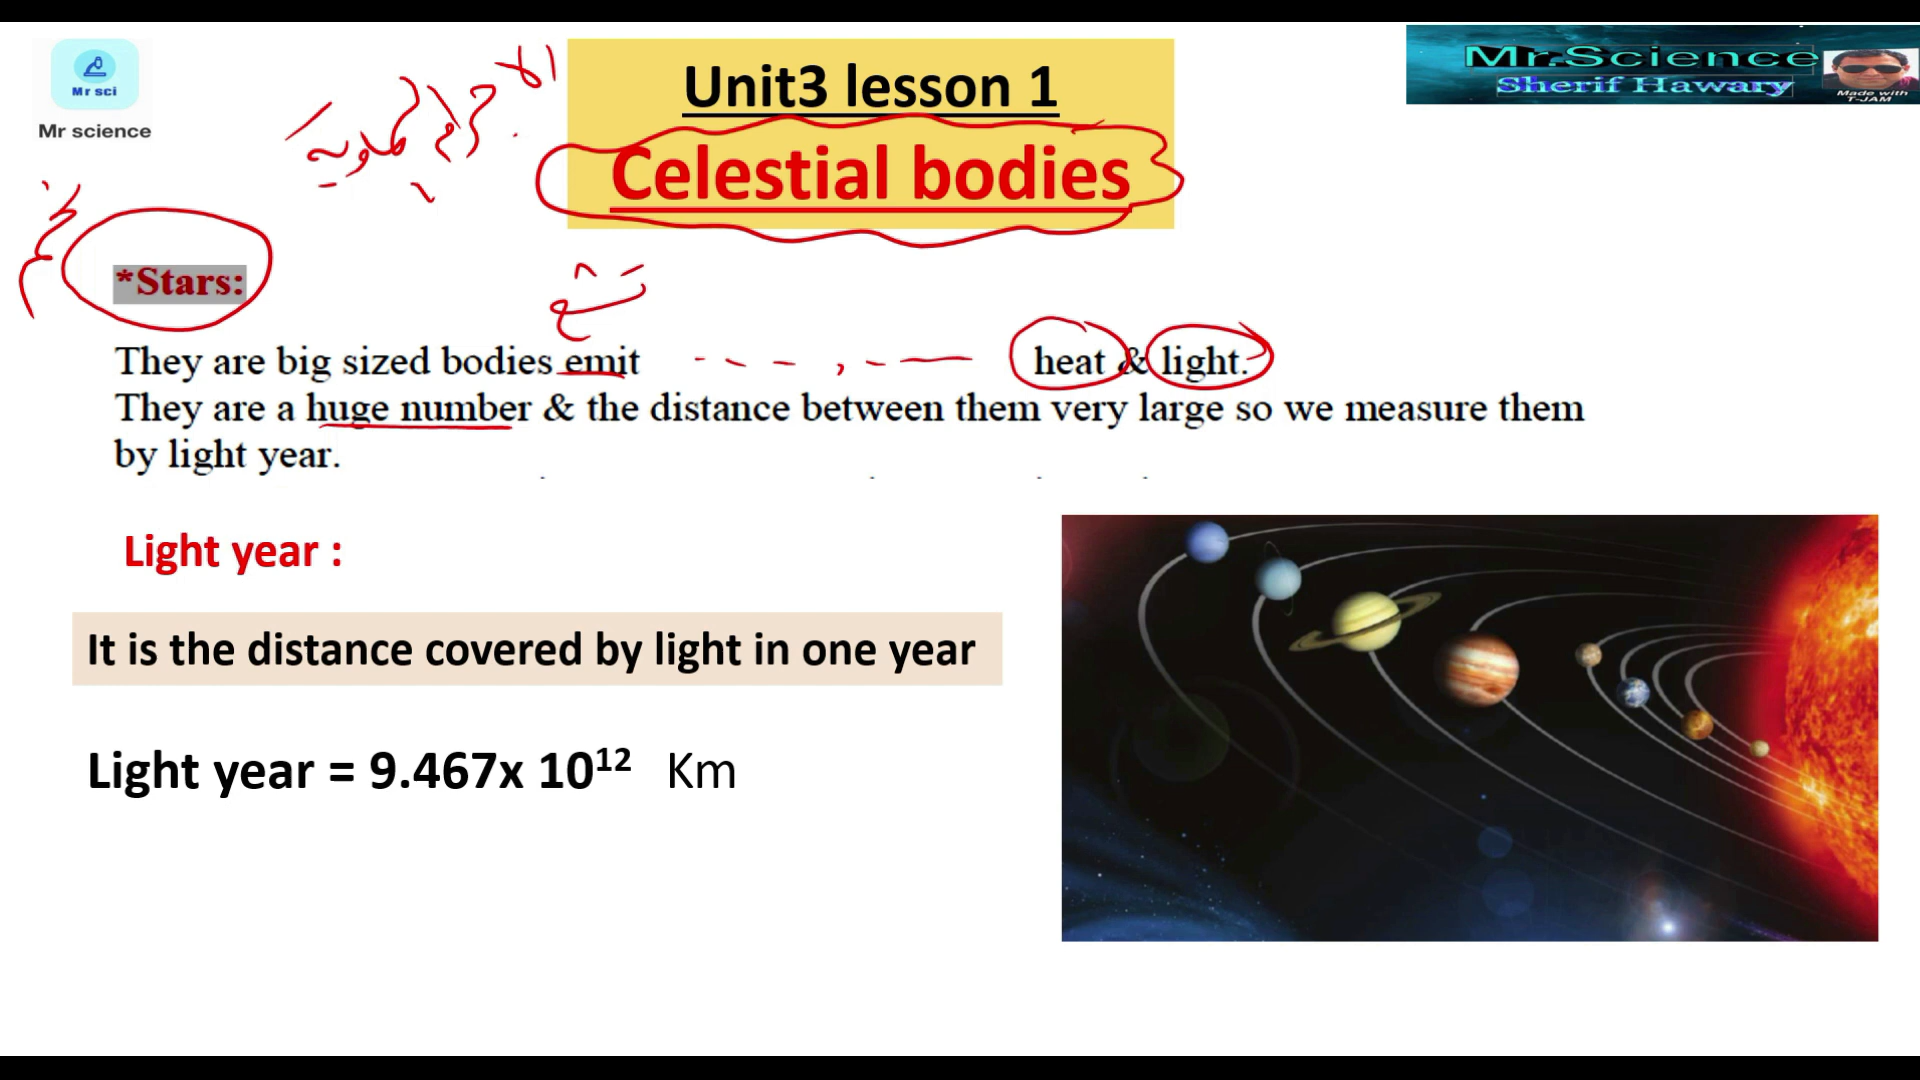 Mr sci
Mr science
Unit3 lesson 1
Celestial bodies
Mr.Science
Sherif Hawary
Made with
T-JAM
الأجرام السماوية
*Stars:
They are big sized bodies emit heat & light.
They are a huge number & the distance between them very large so we measure them
by light year.
Light year :
It is the distance covered by light in one year
Light year = 9.467x 10¹² Km